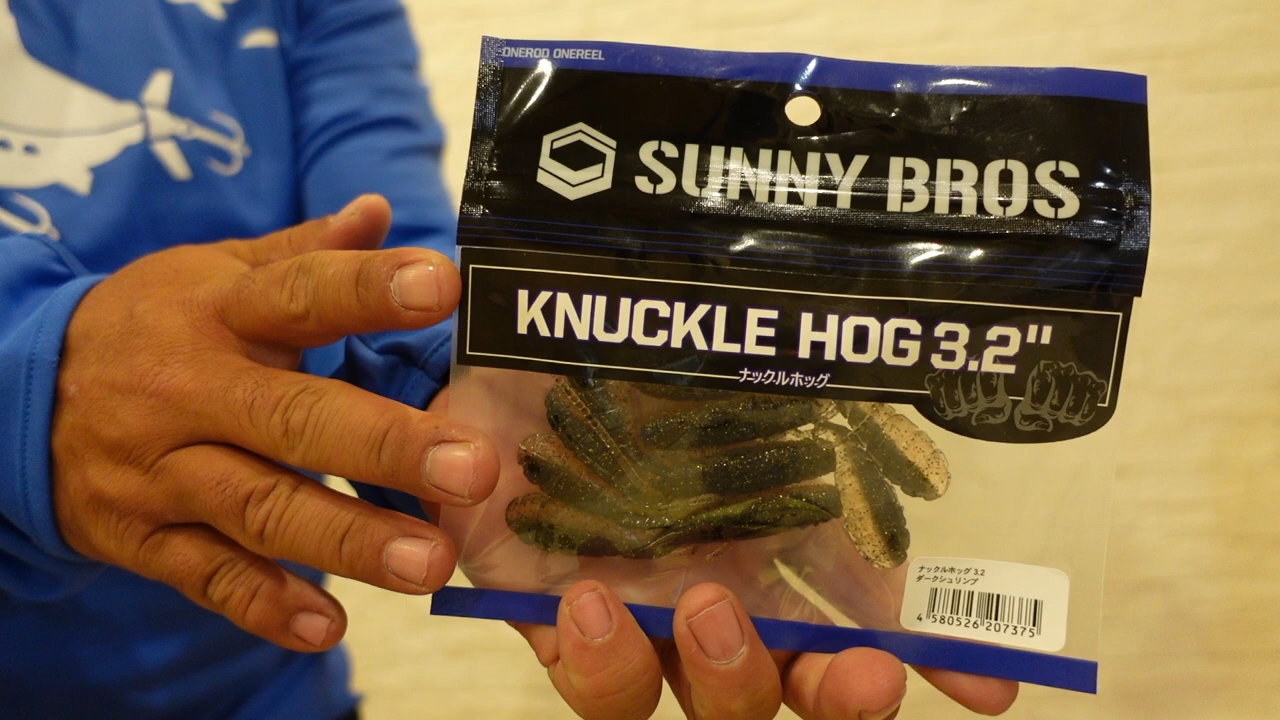 ONEROD ONEREEL
SUNNY BROS
KNUCKLE HOG 3.2"
ナックルホッグ
ナックルホッグ 3.2
ダークシュリンプ
4 580526 207375